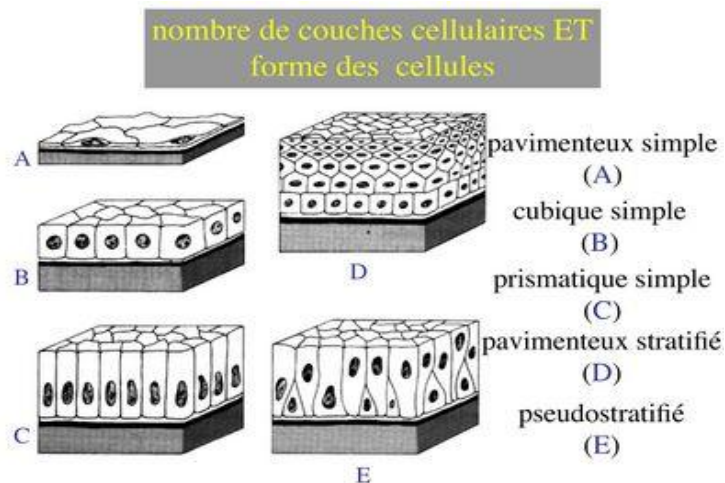 nombre de couches cellulaires ET
forme des cellules
A
B
C
D
E
pavimenteux simple
(A)
cubique simple
(B)
prismatique simple
(C)
pavimenteux stratifié
(D)
pseudostratifié
(E)